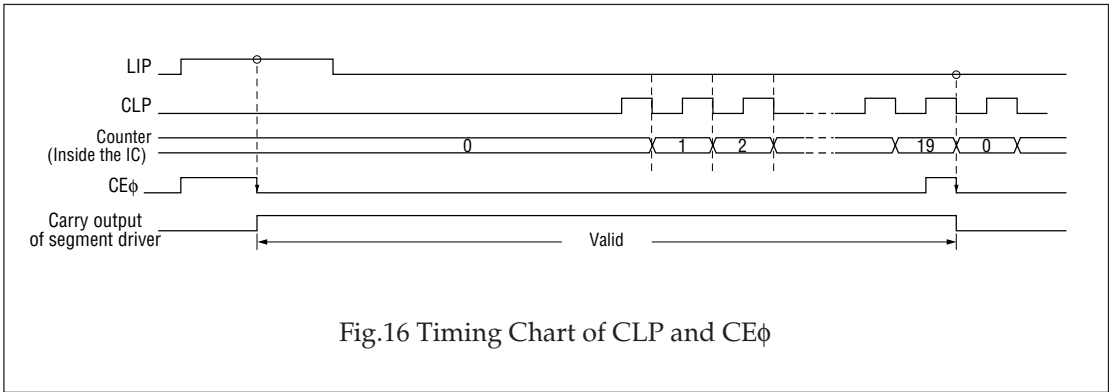 LIP
CLP
Counter
(Inside the IC)
0
1
2
19
0
CEϕ
Carry output
of segment driver
Valid
Fig.16 Timing Chart of CLP and CEϕ